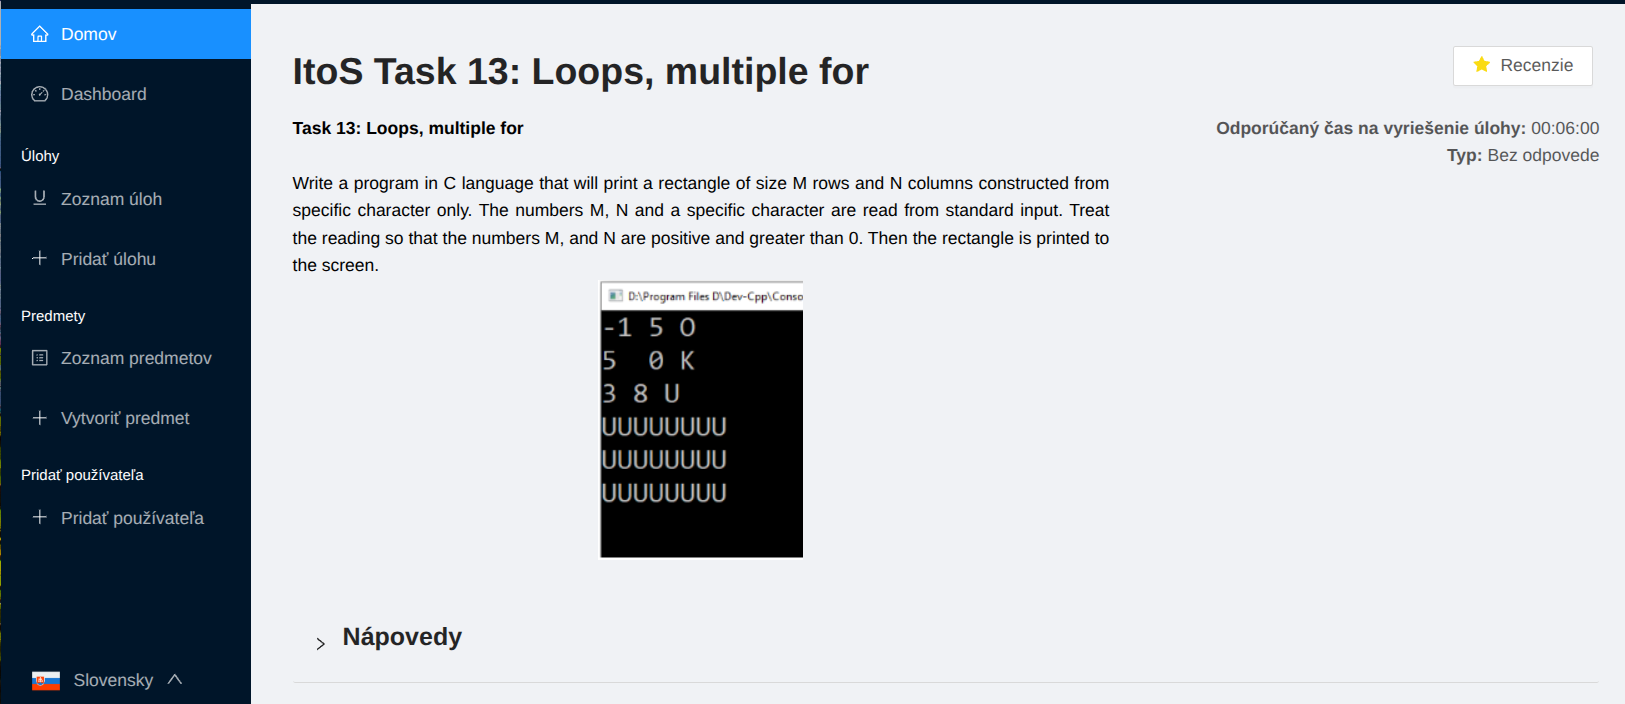 Domov
Dashboard
Úlohy
Zoznam úloh
Pridať úlohu
Predmety
Zoznam predmetov
Vytvoriť predmet
Pridať používateľa
Pridať používateľa
Slovensky
ItoS Task 13: Loops, multiple for
Recenzie
Task 13: Loops, multiple for
Odporúčaný čas na vyriešenie úlohy: 00:06:00
Typ: Bez odpovede
Write a program in C language that will print a rectangle of size M rows and N columns constructed from
specific character only. The numbers M, N and a specific character are read from standard input. Treat
the reading so that the numbers M, and N are positive and greater than 0. Then the rectangle is printed to
the screen.
D:\Program Files D\Dev-Cpp\Conso
-1 5 O
5  0 K
3 8 U
UUUUUUUU
UUUUUUUU
UUUUUUUU
Nápovedy